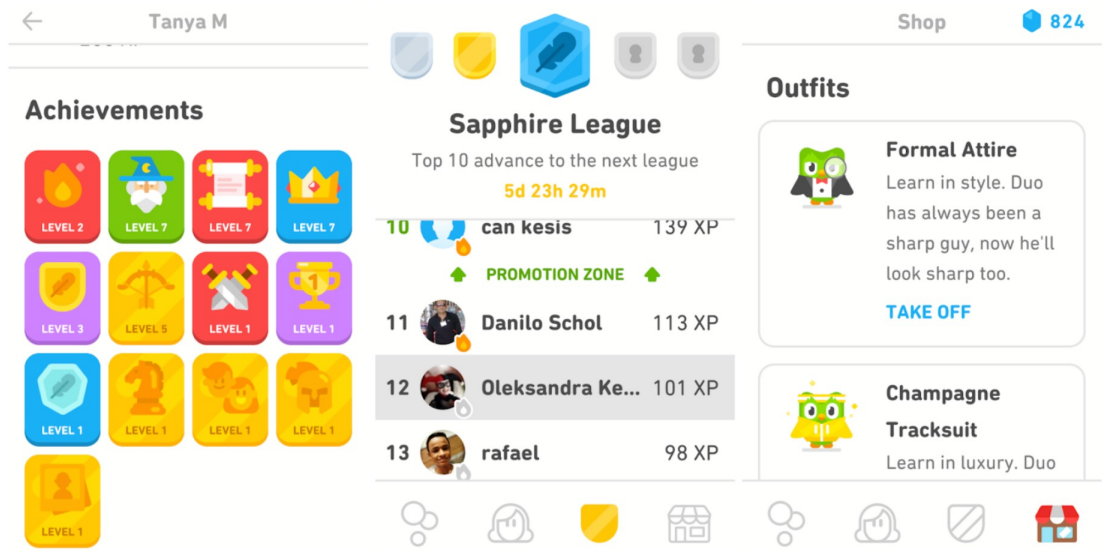 Tanya M
Achievements
LEVEL 2
LEVEL 7
LEVEL 7
LEVEL 7
LEVEL 3
LEVEL 5
LEVEL 1
1
LEVEL 1
LEVEL 1
LEVEL 1
LEVEL 1
LEVEL 1
LEVEL 1
Sapphire League
Top 10 advance to the next league
5d 23h 29m
10 can kesis 139 XP
PROMOTION ZONE
11 Danilo Schol 113 XP
12 Oleksandra Ke... 101 XP
13 rafael 98 XP
Shop 824
Outfits
Formal Attire
Learn in style. Duo
has always been a
sharp guy, now he'll
look sharp too.
TAKE OFF
Champagne
Tracksuit
Learn in luxury. Duo